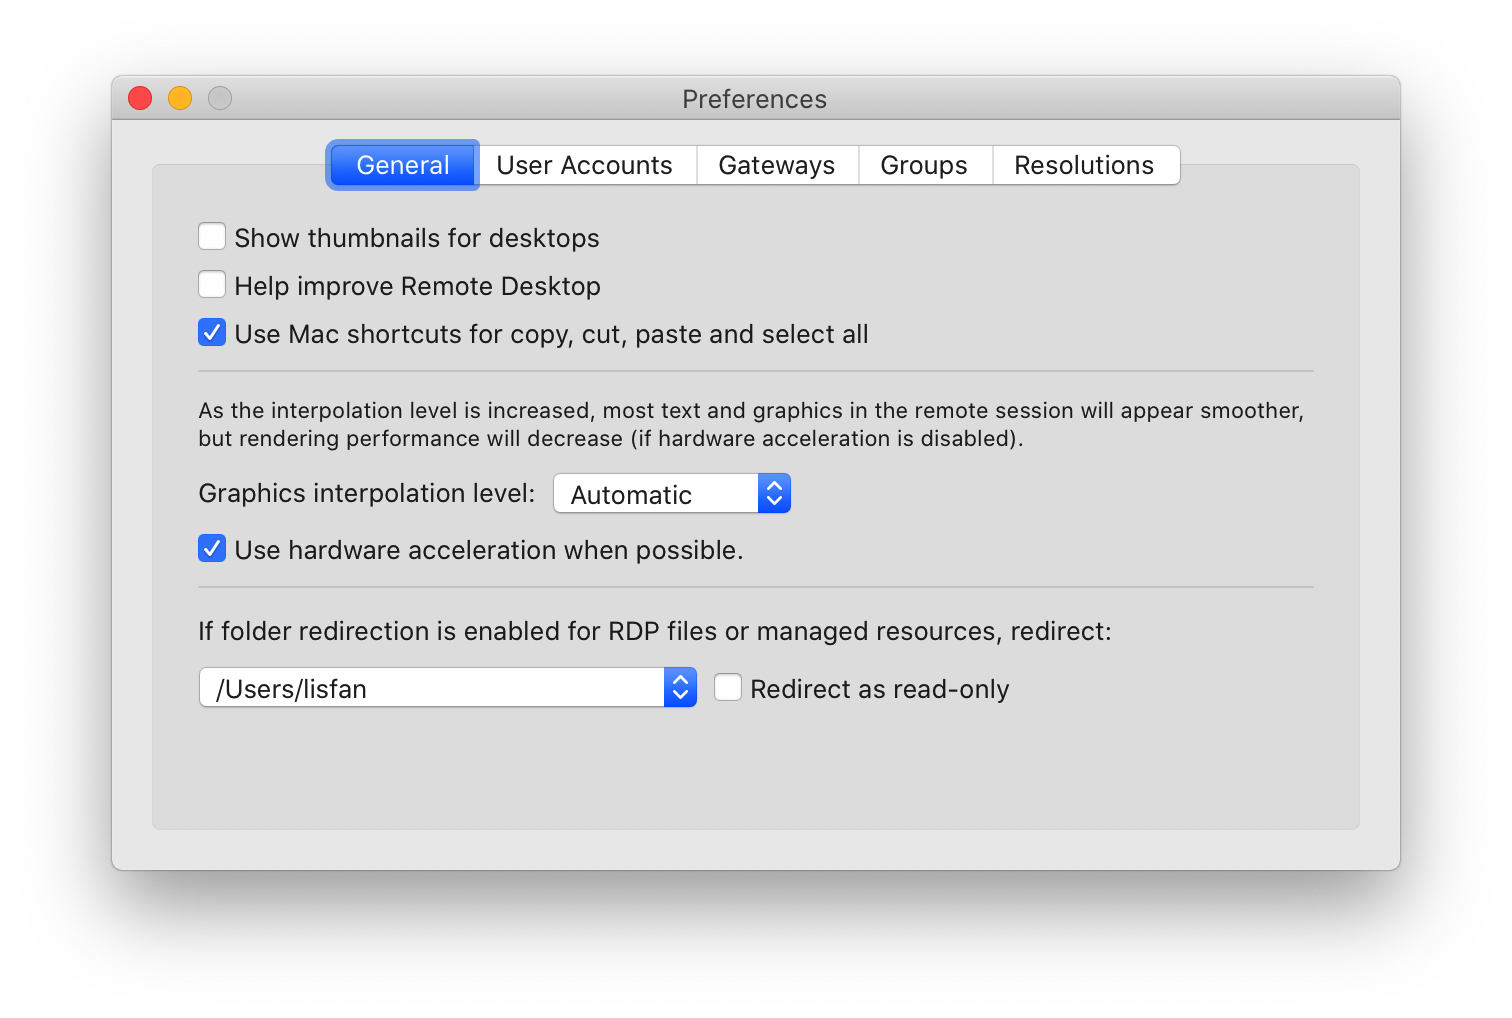 Preferences
General User Accounts Gateways Groups Resolutions
Show thumbnails for desktops
Help improve Remote Desktop
Use Mac shortcuts for copy, cut, paste and select all
As the interpolation level is increased, most text and graphics in the remote session will appear smoother,
but rendering performance will decrease (if hardware acceleration is disabled).
Graphics interpolation level: Automatic
Use hardware acceleration when possible.
If folder redirection is enabled for RDP files or managed resources, redirect:
/Users/lisfan Redirect as read-only